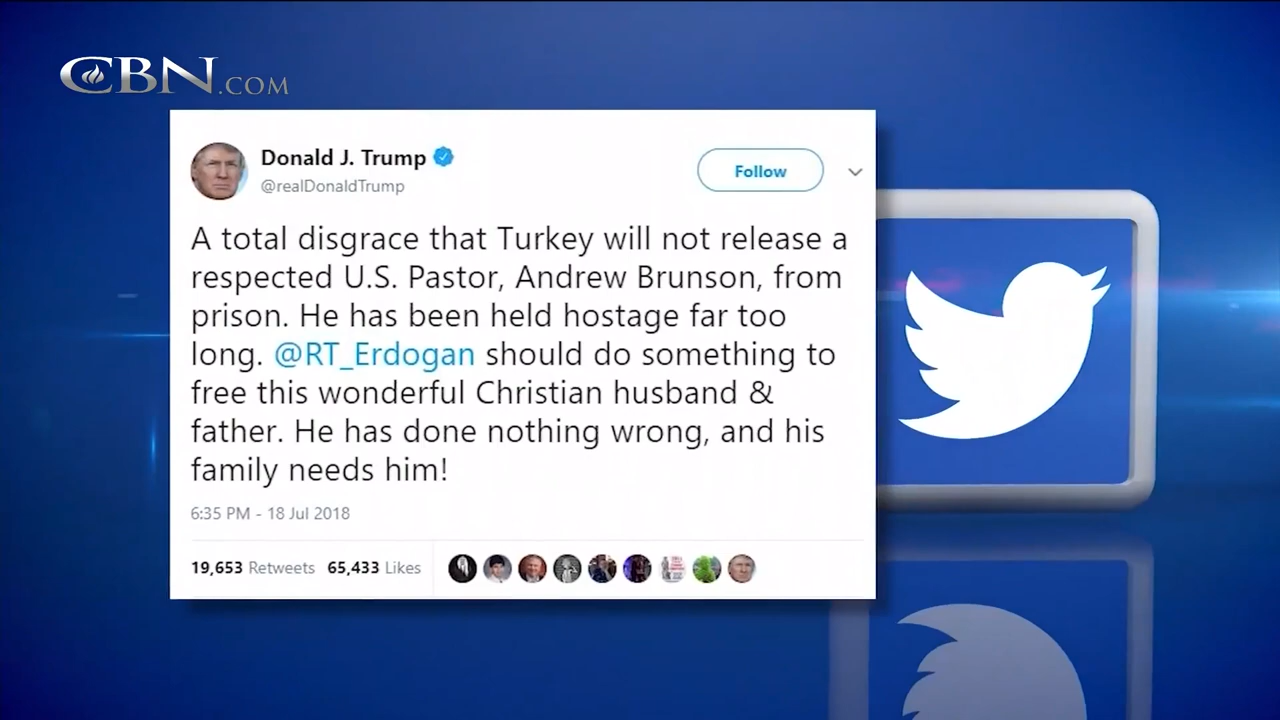 CBN.COM
Donald J. Trump
@realDonaldTrump
Follow
A total disgrace that Turkey will not release a
respected U.S. Pastor, Andrew Brunson, from
prison. He has been held hostage far too
long. @RT_Erdogan should do something to
free this wonderful Christian husband &
father. He has done nothing wrong, and his
family needs him!
6:35 PM - 18 Jul 2018
19,653 Retweets 65,433 Likes